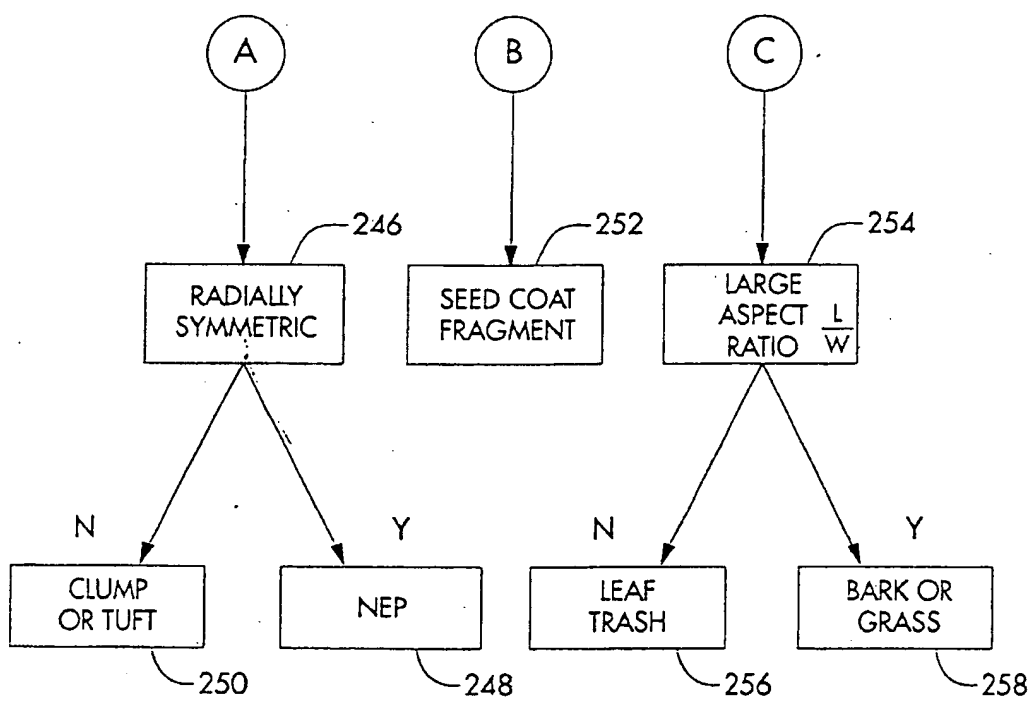 A
B
C
246
252
254
RADIALLY
SYMMETRIC
SEED COAT
FRAGMENT
LARGE
ASPECT
RATIO
L
W
N
Y
N
Y
CLUMP
OR TUFT
NEP
LEAF
TRASH
BARK OR
GRASS
250
248
256
258